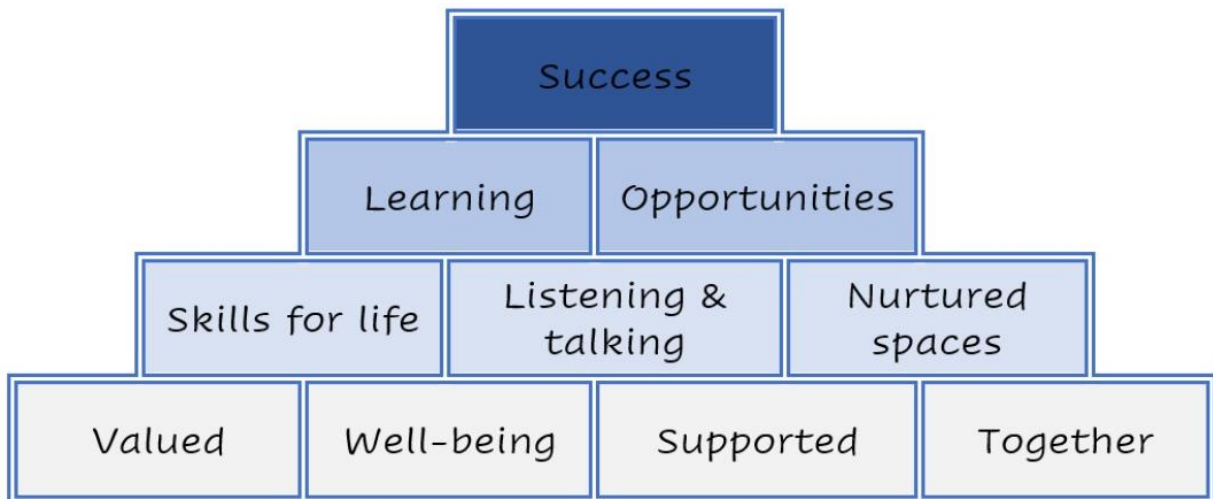 Success
Learning
Opportunities
Skills for life
Listening &
talking
Nurtured
spaces
Valued
Well-being
Supported
Together